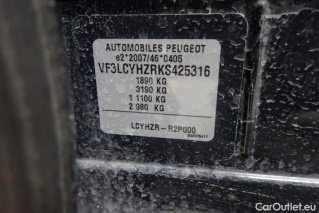 AUTOMOBILES PEUGEOT
e2*2007/46*0405
VF3LCYHZRKS425316
1890 KG
3190 KG
1 1100 KG
2 980 KG
LCYHZR-R2P000
© CarOutlet.eu